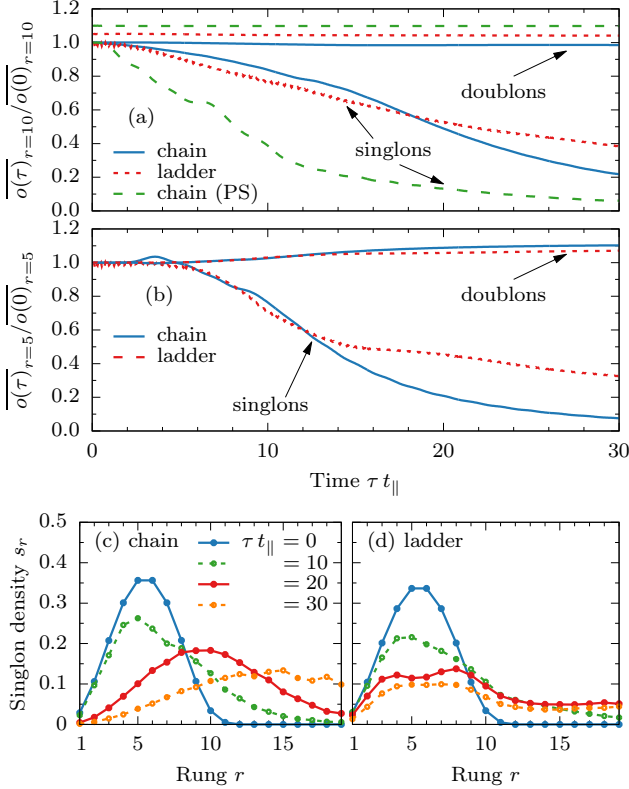 1.2
1.0
0.8
0.6
0.4
0.2
0.0
o(τ)r=10/o(0)r=10
(a)
doublons
singlons
chain
ladder
chain (PS)
1.2
1.0
0.8
0.6
0.4
0.2
0.0
o(τ)r=5/o(0)r=5
(b)
doublons
chain
ladder
singlons
0 10 20 30
Time τ t∥
0.5
0.4
0.3
0.2
0.1
0
Singlon density sr
(c) chain
τ t∥ = 0
= 10
= 20
= 30
(d) ladder
1 5 10 15
Rung r
1 5 10 15
Rung r